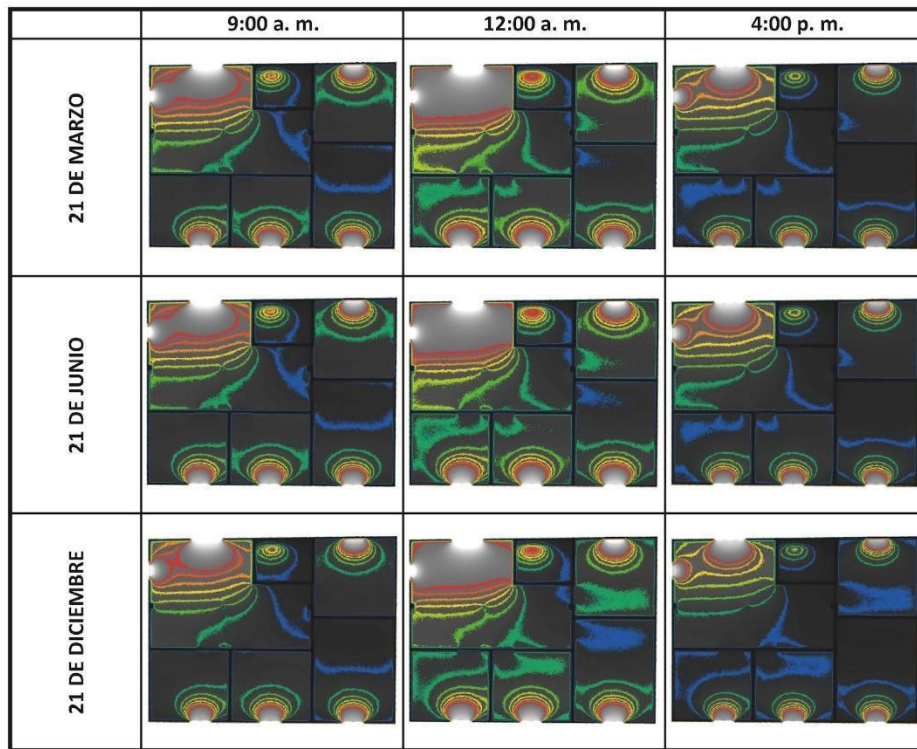 9:00 a. m.
12:00 a. m.
4:00 p. m.
21 DE MARZO
21 DE JUNIO
21 DE DICIEMBRE